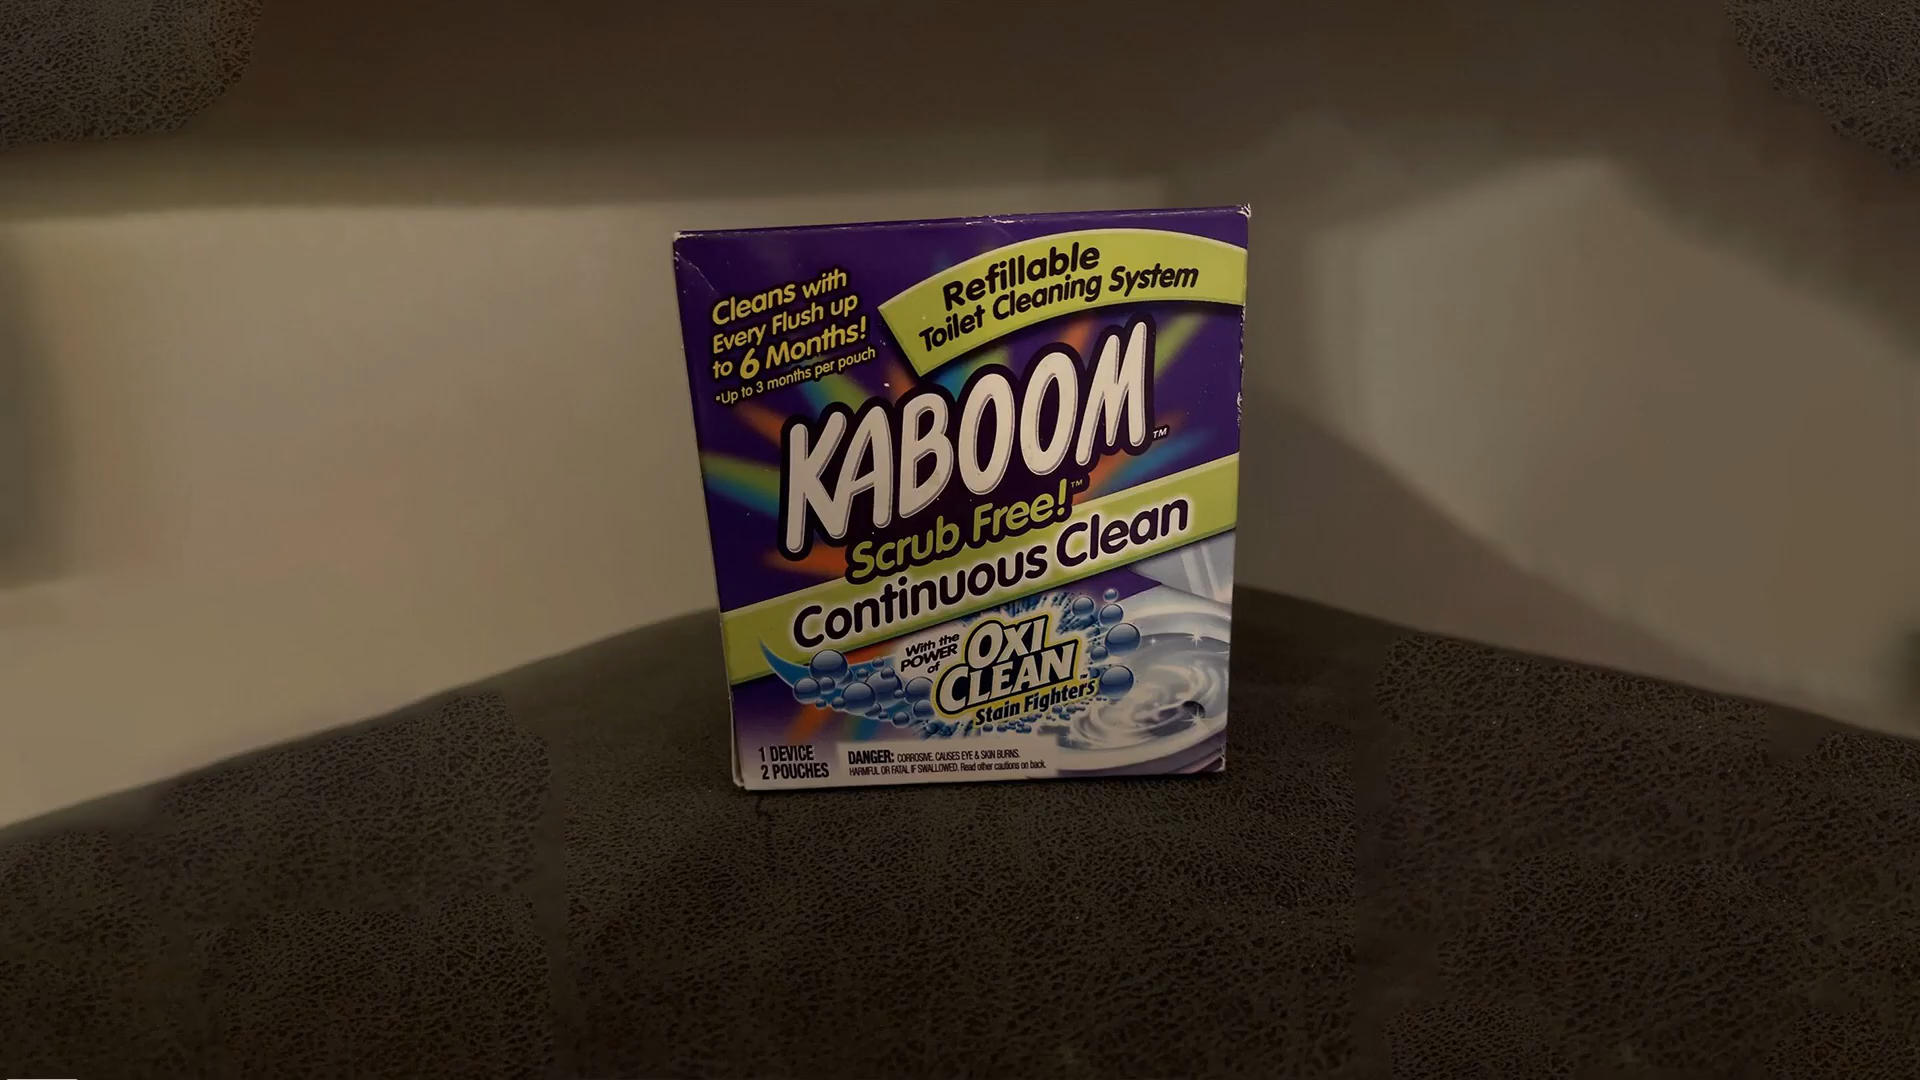 Cleans with
Every Flush up
to 6 Months!
*Up to 3 months per pouch
Refillable
Toilet Cleaning System
KABOOM™
Scrub Free!™
Continuous Clean
With the
POWER
of
OXI
CLEAN™
Stain Fighters
1 DEVICE
2 POUCHES
DANGER: CORROSIVE. CAUSES EYE & SKIN BURNS.
HARMFUL OR FATAL IF SWALLOWED. Read other cautions on back.